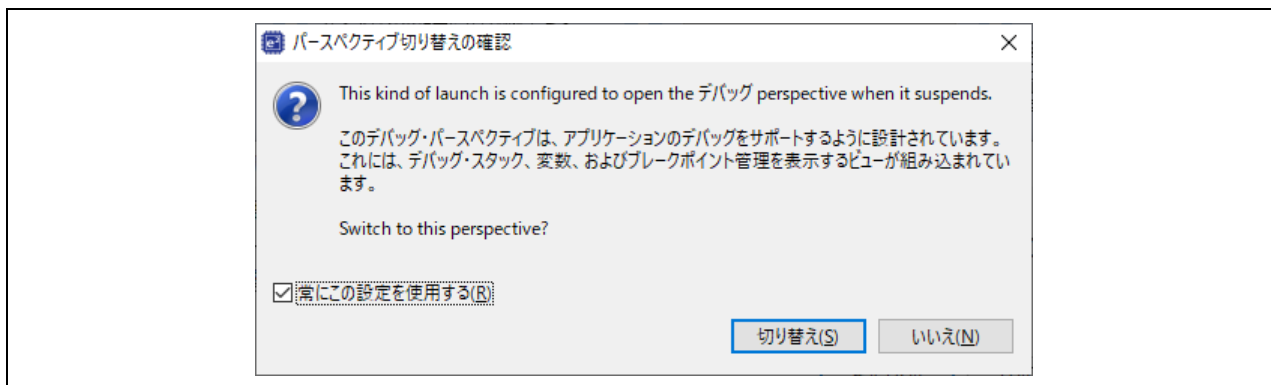 パースペクティブ切り替えの確認
This kind of launch is configured to open the デバッグ perspective when it suspends.
このデバッグ・パースペクティブは、アプリケーションのデバッグをサポートするように設計されています。
これには、デバッグ・スタック、変数、およびブレークポイント管理を表示するビューが組み込まれてい
ます。
Switch to this perspective?
常にこの設定を使用する(R)
切り替え(S)
いいえ(N)